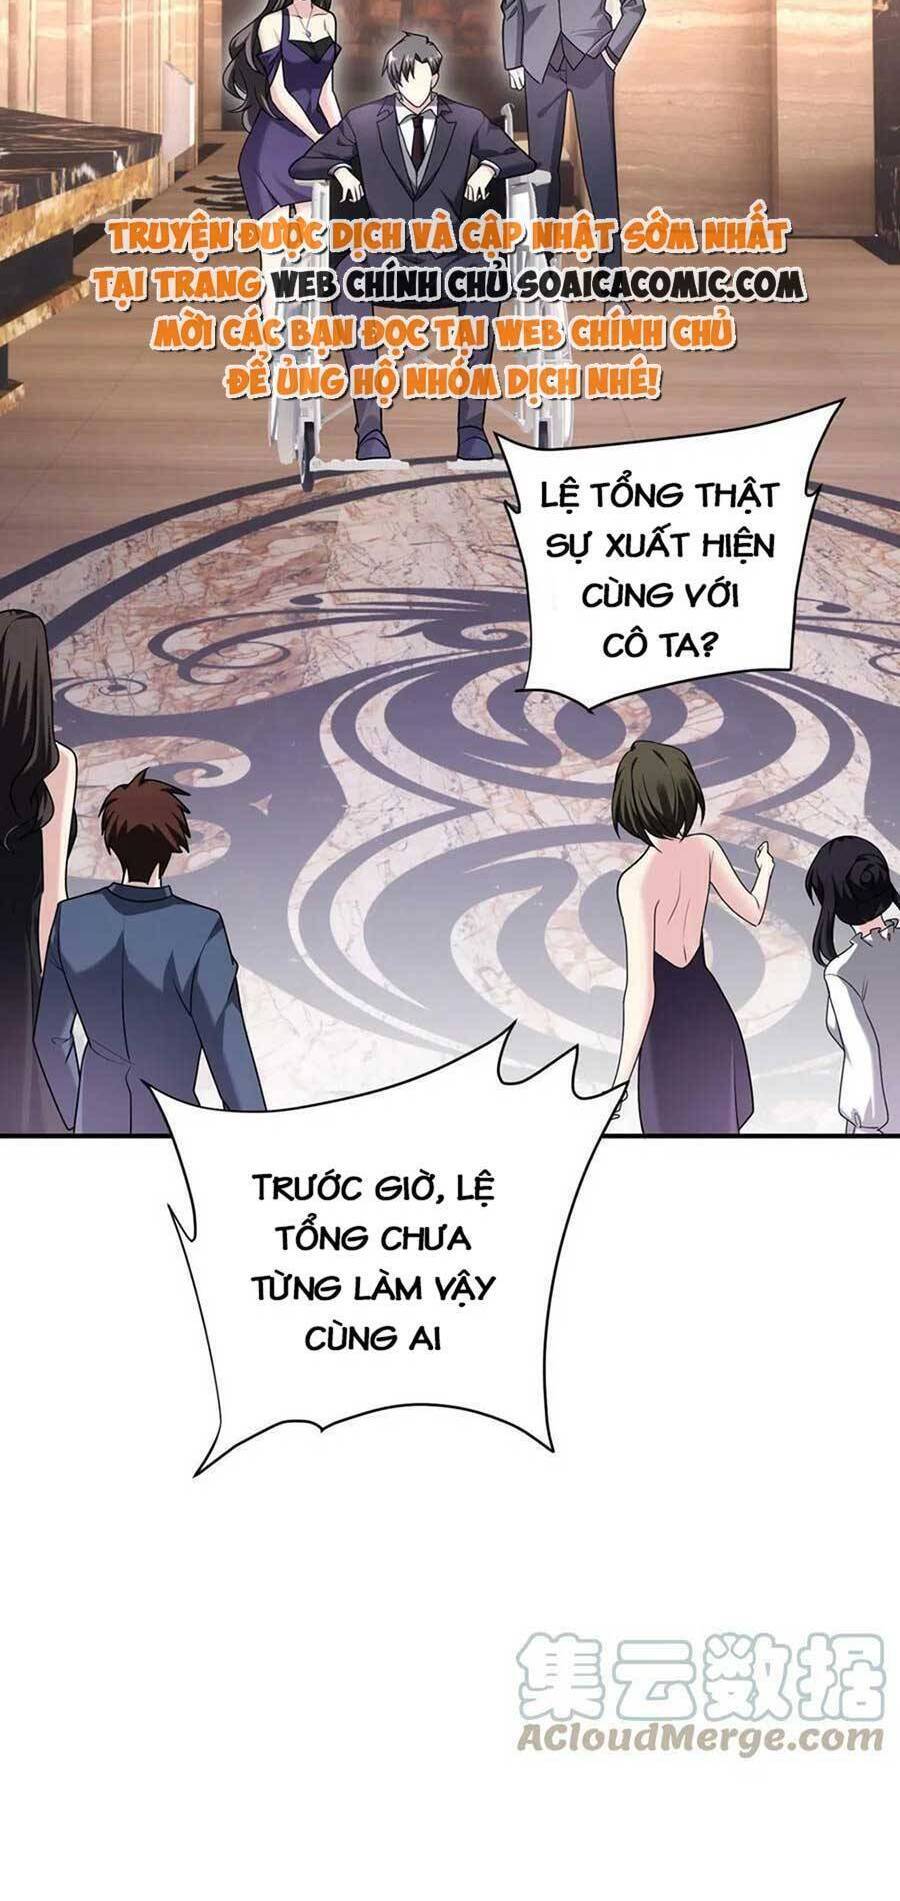 TRUYỆN ĐƯỢC DỊCH VÀ CẬP NHẬT SỚM NHẤT
TẠI TRANG WEB CHÍNH CHỦ SOAICACOMIC.COM
MỜI CÁC BẠN ĐỌC TẠI WEB CHÍNH CHỦ
ĐỂ ỦNG HỘ NHÓM DỊCH NHÉ!
LỆ TỔNG THẬT
SỰ XUẤT HIỆN
CÙNG VỚI
CÔ TA?
TRƯỚC GIỜ, LỆ
TỔNG CHƯA
TỪNG LÀM VẬY
CÙNG AI
集云数据
ACloudMerge.com